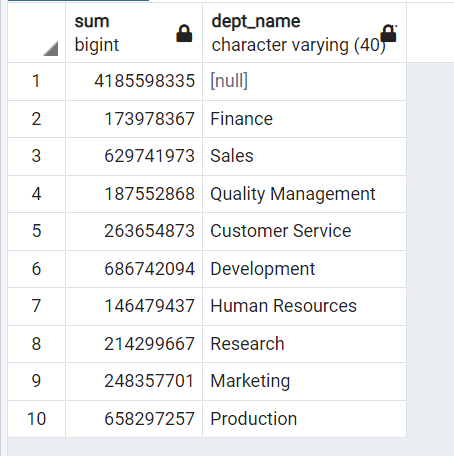 sum dept_name
bigint character varying (40)
1 4185598335 [null]
2 173978367 Finance
3 629741973 Sales
4 187552868 Quality Management
5 263654873 Customer Service
6 686742094 Development
7 146479437 Human Resources
8 214299667 Research
9 248357701 Marketing
10 658297257 Production